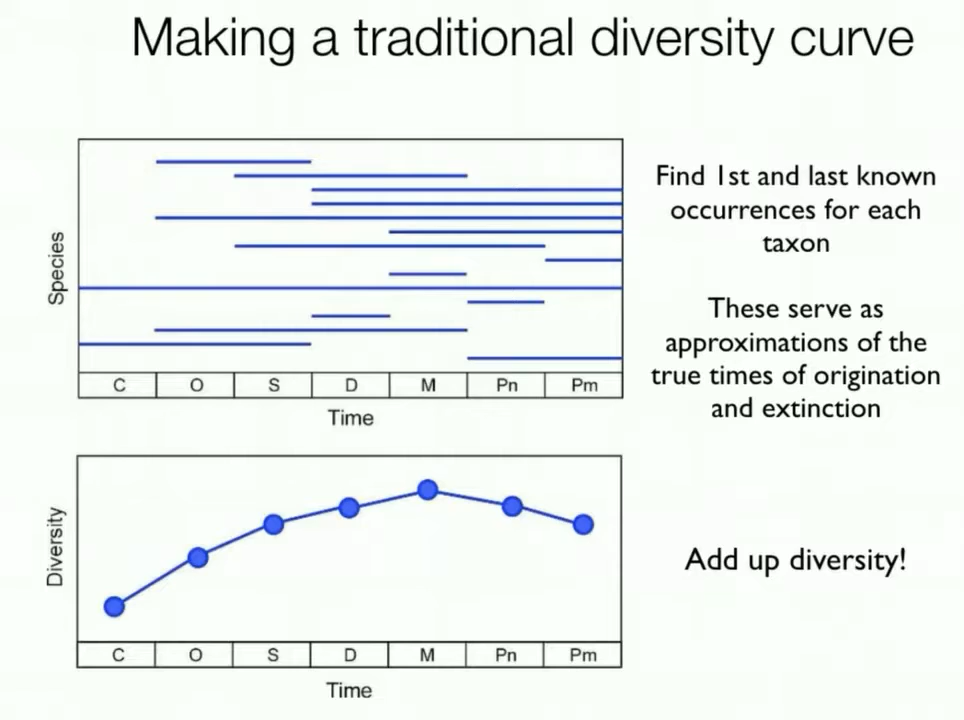 Making a traditional diversity curve
Species
C O S D M Pn Pm
Time
Find 1st and last known
occurrences for each
taxon
These serve as
approximations of the
true times of origination
and extinction
Diversity
C O S D M Pn Pm
Time
Add up diversity!